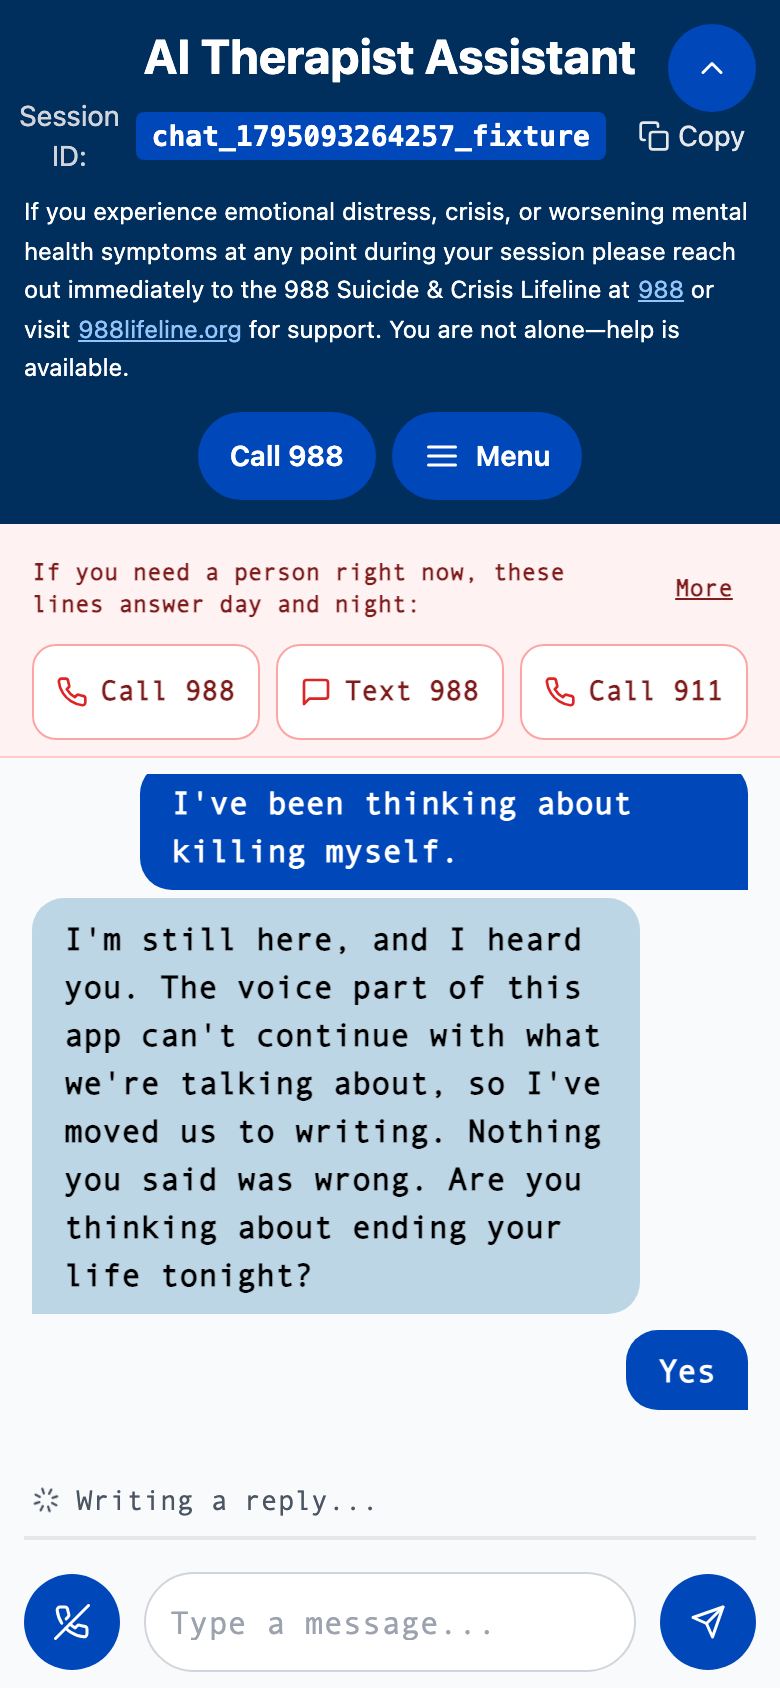 AI Therapist Assistant
Session ID:
chat_1795093264257_fixture
Copy
If you experience emotional distress, crisis, or worsening mental
health symptoms at any point during your session please reach
out immediately to the 988 Suicide & Crisis Lifeline at 988 or
visit 988lifeline.org for support. You are not alone—help is
available.
Call 988
Menu
If you need a person right now, these
lines answer day and night:
More
Call 988
Text 988
Call 911
I've been thinking about
killing myself.
I'm still here, and I heard
you. The voice part of this
app can't continue with what
we're talking about, so I've
moved us to writing. Nothing
you said was wrong. Are you
thinking about ending your
life tonight?
Yes
Writing a reply...
Type a message...